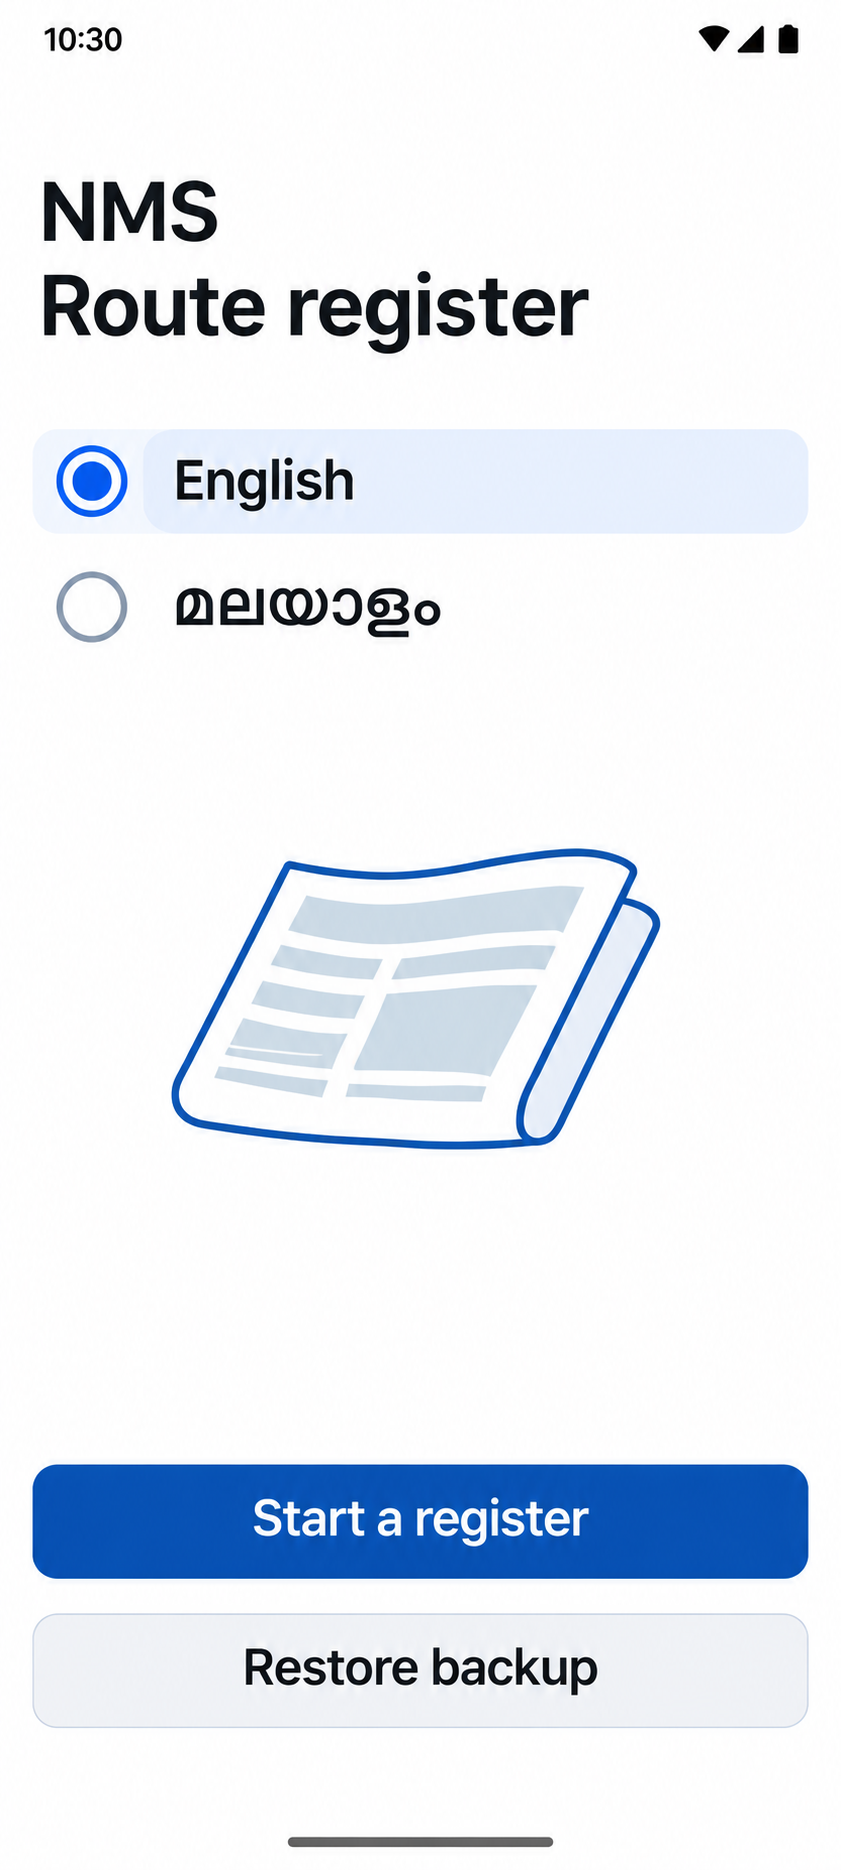 10:30
NMS
Route register
English
മലയാളം
Start a register
Restore backup